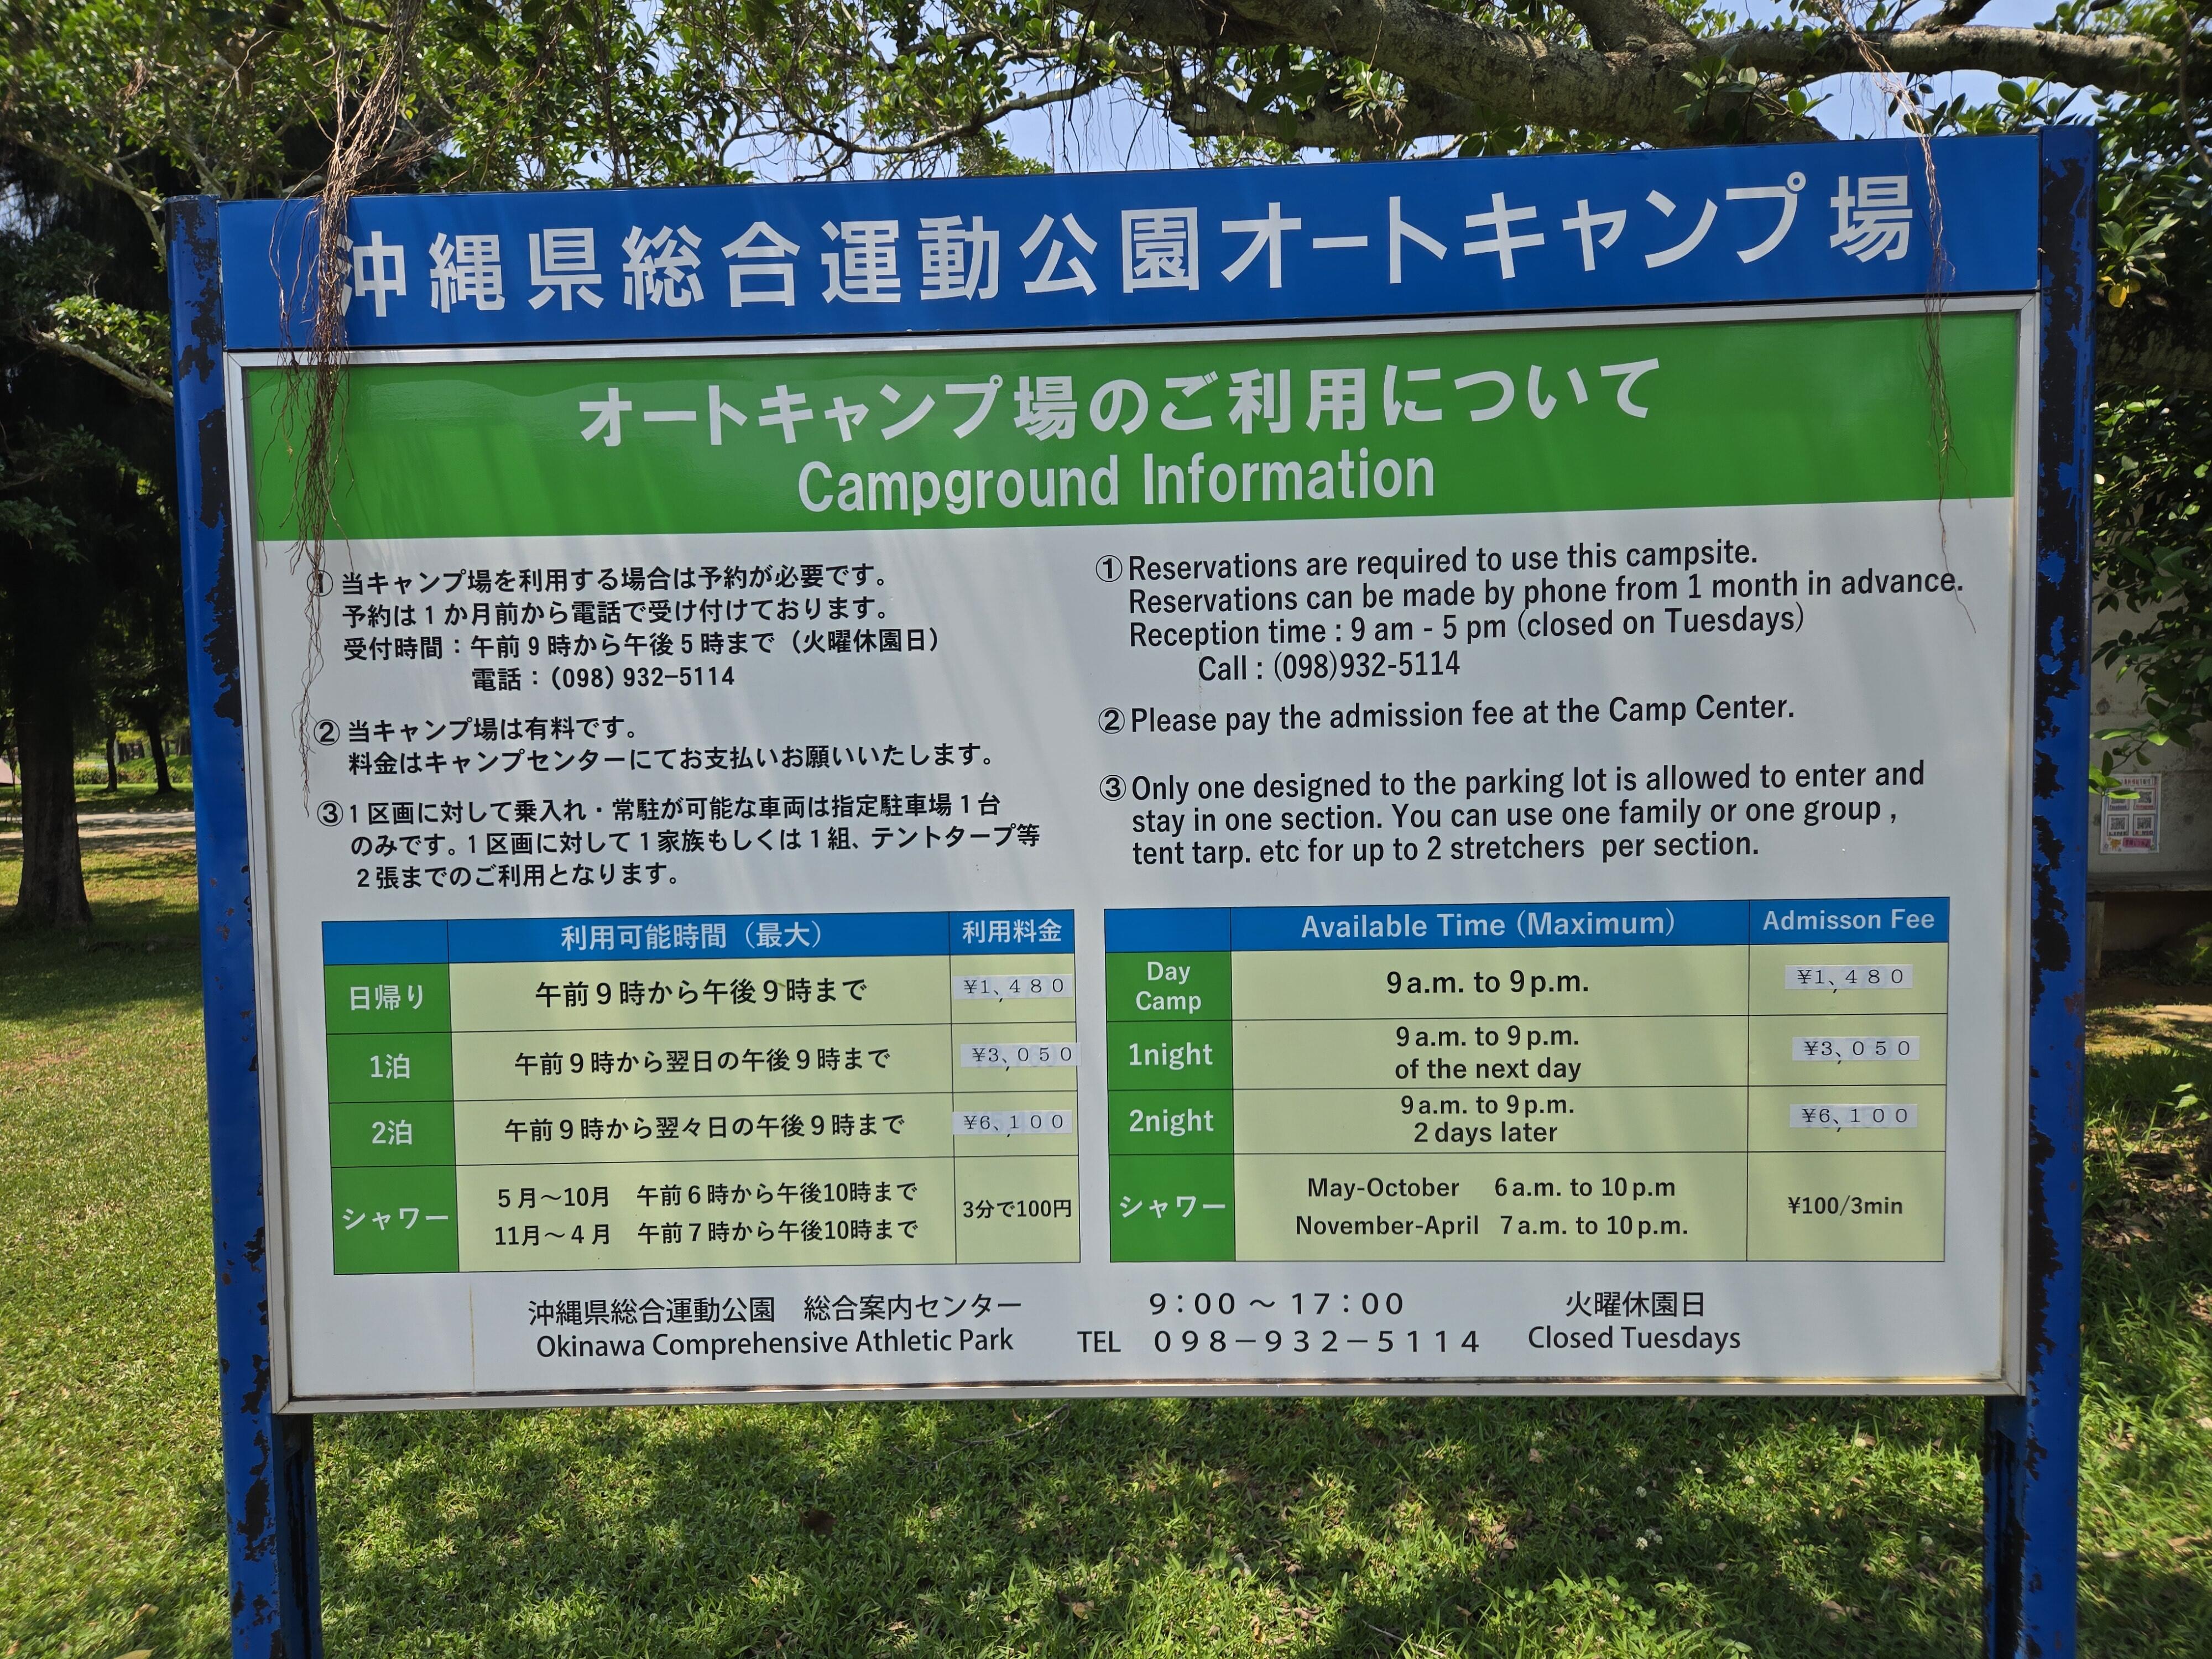 沖縄県総合運動公園オートキャンプ場
オートキャンプ場のご利用について
Campground Information
① 当キャンプ場を利用する場合は予約が必要です。
予約は1か月前から電話で受け付けております。
受付時間：午前9時から午後5時まで（火曜休園日）
電話：（098）932-5114
② 当キャンプ場は有料です。
料金はキャンプセンターにてお支払いお願いいたします。
③ 1区画に対して乗入れ・常駐が可能な車両は指定駐車場1台
のみです。1区画に対して1家族もしくは1組、テントタープ等
2張までのご利用となります。
① Reservations are required to use this campsite.
Reservations can be made by phone from 1 month in advance.
Reception time : 9 am - 5 pm (closed on Tuesdays)
Call : (098)932-5114
② Please pay the admission fee at the Camp Center.
③ Only one designed to the parking lot is allowed to enter and
stay in one section. You can use one family or one group ,
tent tarp. etc for up to 2 stretchers per section.
利用可能時間（最大） 利用料金
日帰り 午前9時から午後9時まで ¥1、480
1泊 午前9時から翌日の午後9時まで ¥3、050
2泊 午前9時から翌々日の午後9時まで ¥6、100
シャワー 5月～10月 午前6時から午後10時まで 3分で100円
11月～4月 午前7時から午後10時まで
Available Time (Maximum) Admisson Fee
Day
Camp 9a.m. to 9p.m. ¥1、480
1night 9a.m. to 9p.m.
of the next day ¥3、050
2night 9a.m. to 9p.m.
2 days later ¥6、100
シャワー May-October 6a.m. to 10p.m ¥100/3min
November-April 7a.m. to 10p.m.
沖縄県総合運動公園 総合案内センター 9：00～17：00 火曜休園日
Okinawa Comprehensive Athletic Park TEL 098－932－5114 Closed Tuesdays